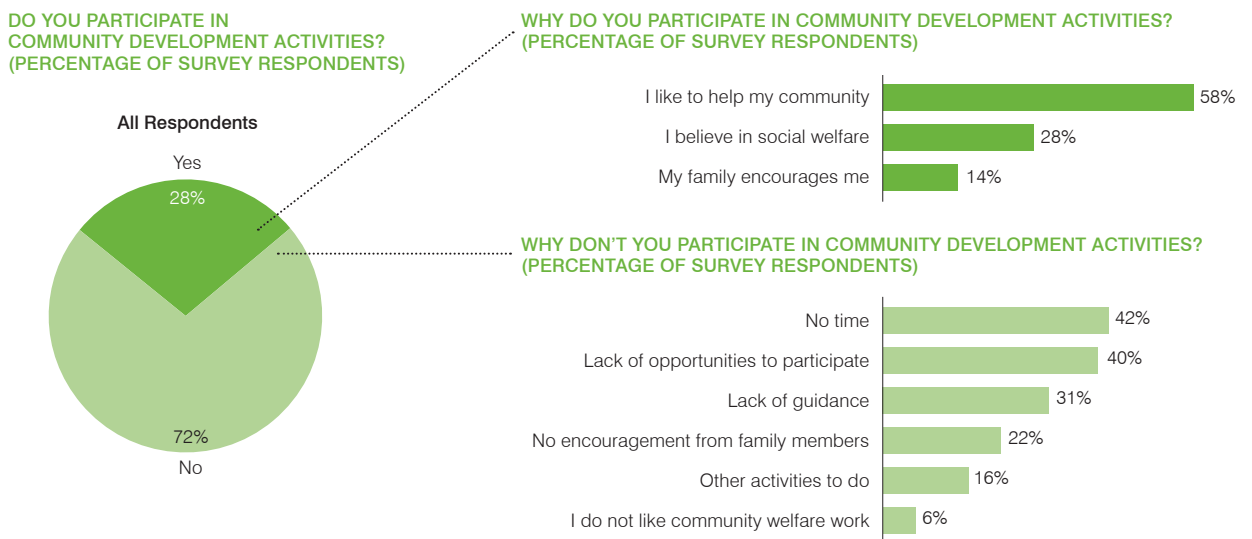 DO YOU PARTICIPATE IN
COMMUNITY DEVELOPMENT ACTIVITIES?
(PERCENTAGE OF SURVEY RESPONDENTS)
All Respondents
Yes
28%
72%
No
WHY DO YOU PARTICIPATE IN COMMUNITY DEVELOPMENT ACTIVITIES?
(PERCENTAGE OF SURVEY RESPONDENTS)
I like to help my community 58%
I believe in social welfare 28%
My family encourages me 14%
WHY DON’T YOU PARTICIPATE IN COMMUNITY DEVELOPMENT ACTIVITIES?
(PERCENTAGE OF SURVEY RESPONDENTS)
No time 42%
Lack of opportunities to participate 40%
Lack of guidance 31%
No encouragement from family members 22%
Other activities to do 16%
I do not like community welfare work 6%